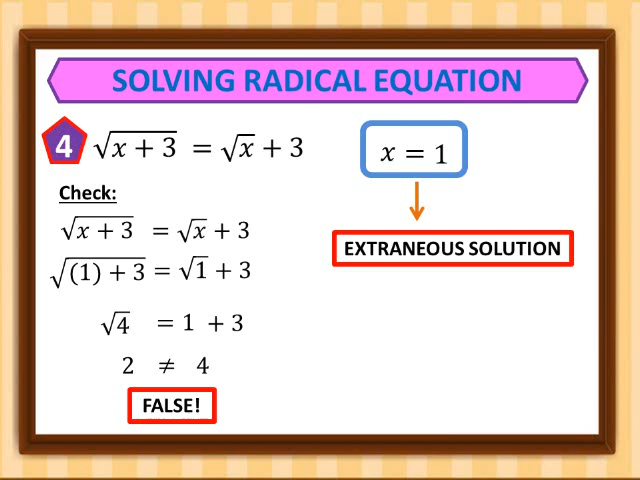 SOLVING RADICAL EQUATION
4 √(x + 3) = √x + 3
x = 1
Check:
√(x + 3) = √x + 3
EXTRANEOUS SOLUTION
√((1) + 3) = √1 + 3
√4 = 1 + 3
2 ≠ 4
FALSE!